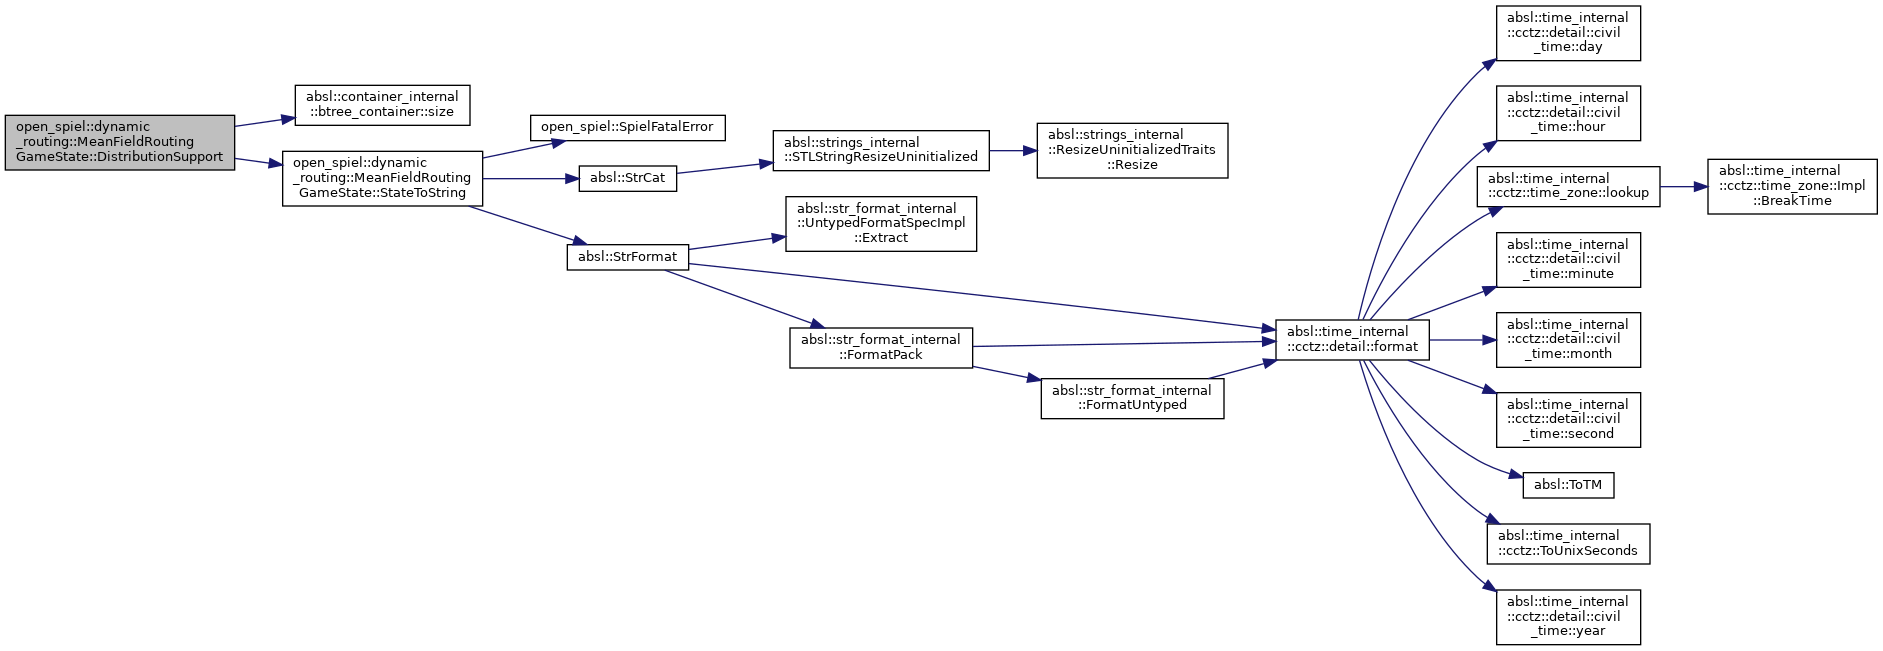 open_spiel::dynamic
_routing::MeanFieldRouting
GameState::DistributionSupport
absl::container_internal
::btree_container::size
open_spiel::dynamic
_routing::MeanFieldRouting
GameState::StateToString
open_spiel::SpielFatalError
absl::StrCat
absl::StrFormat
absl::strings_internal
::STLStringResizeUninitialized
absl::str_format_internal
::UntypedFormatSpecImpl
::Extract
absl::str_format_internal
::FormatPack
absl::strings_internal
::ResizeUninitializedTraits
::Resize
absl::str_format_internal
::FormatUntyped
absl::time_internal
::cctz::detail::format
absl::time_internal
::cctz::detail::civil
_time::day
absl::time_internal
::cctz::detail::civil
_time::hour
absl::time_internal
::cctz::time_zone::lookup
absl::time_internal
::cctz::detail::civil
_time::minute
absl::time_internal
::cctz::detail::civil
_time::month
absl::time_internal
::cctz::detail::civil
_time::second
absl::ToTM
absl::time_internal
::cctz::ToUnixSeconds
absl::time_internal
::cctz::detail::civil
_time::year
absl::time_internal
::cctz::time_zone::Impl
::BreakTime